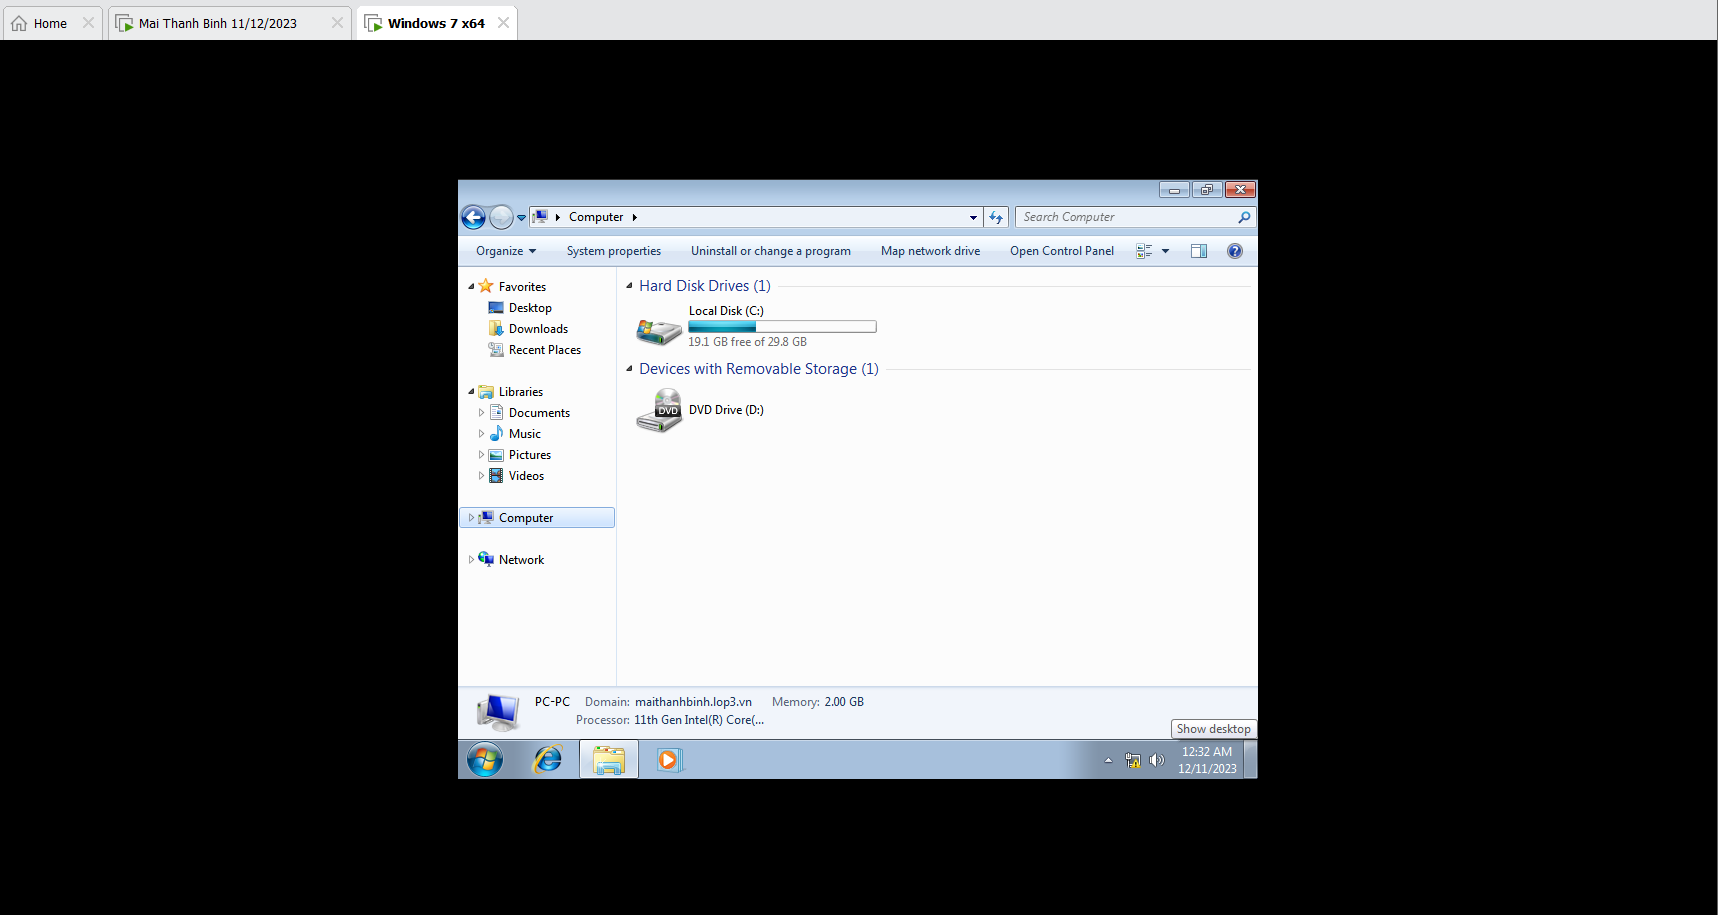 Home
Mai Thanh Binh 11/12/2023
Windows 7 x64
Computer
Search Computer
Organize
System properties
Uninstall or change a program
Map network drive
Open Control Panel
Favorites
Desktop
Downloads
Recent Places
Libraries
Documents
Music
Pictures
Videos
Computer
Network
Hard Disk Drives (1)
Local Disk (C:)
19.1 GB free of 29.8 GB
Devices with Removable Storage (1)
DVD
DVD Drive (D:)
PC-PC Domain: maithanhbinh.lop3.vn Memory: 2.00 GB
Processor: 11th Gen Intel(R) Core(...
Show desktop
12:32 AM
12/11/2023